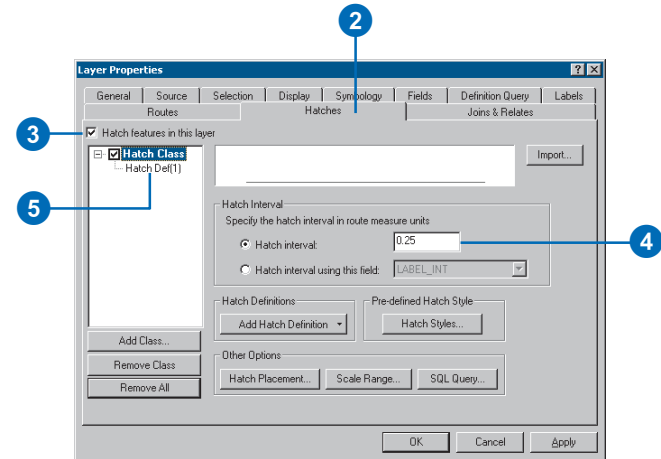 2
Layer Properties
General Source Selection Display Symbology Fields Definition Query Labels
Routes Hatches Joins & Relates
3
Hatch features in this layer
Hatch Class
Hatch Def(1)
Import...
5
Hatch Interval
Specify the hatch interval in route measure units
Hatch interval: 0.25
4
Hatch interval using this field: LABEL_INT
Hatch Definitions
Add Hatch Definition
Pre-defined Hatch Style
Hatch Styles...
Add Class...
Remove Class
Remove All
Other Options
Hatch Placement... Scale Range... SQL Query...
OK Cancel Apply